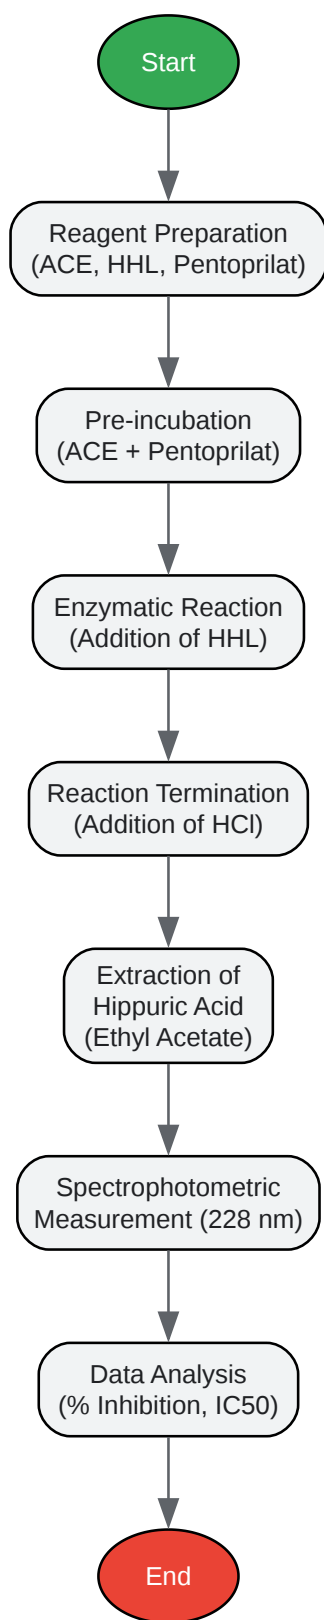 Start
Reagent Preparation
(ACE, HHL, Pentoprilat)
Pre-incubation
(ACE + Pentoprilat)
Enzymatic Reaction
(Addition of HHL)
Reaction Termination
(Addition of HCl)
Extraction of
Hippuric Acid
(Ethyl Acetate)
Spectrophotometric
Measurement (228 nm)
Data Analysis
(% Inhibition, IC50)
End